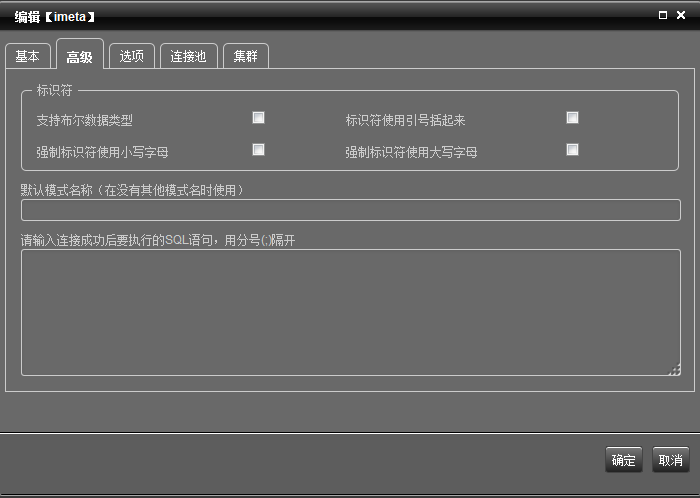 编辑【imeta】
基本 高级 选项 连接池 集群
标识符
支持布尔数据类型 标识符使用引号括起来
强制标识符使用小写字母 强制标识符使用大写字母
默认模式名称（在没有其他模式名时使用）
请输入连接成功后要执行的SQL语句，用分号(;)隔开
确定 取消